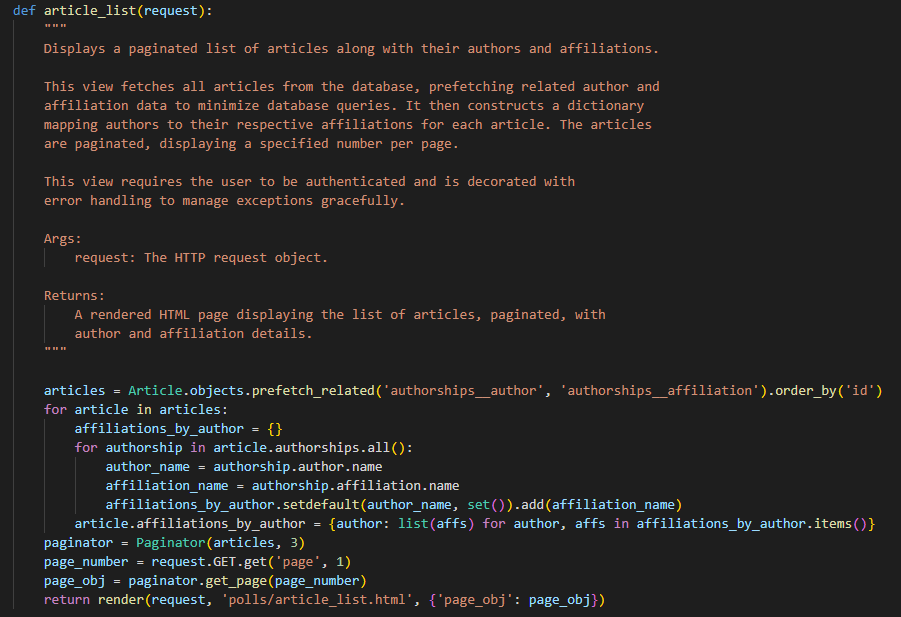 def article_list(request):
"""
Displays a paginated list of articles along with their authors and affiliations.
This view fetches all articles from the database, prefetching related author and
affiliation data to minimize database queries. It then constructs a dictionary
mapping authors to their respective affiliations for each article. The articles
are paginated, displaying a specified number per page.
This view requires the user to be authenticated and is decorated with
error handling to manage exceptions gracefully.
Args:
request: The HTTP request object.
Returns:
A rendered HTML page displaying the list of articles, paginated, with
author and affiliation details.
"""
articles = Article.objects.prefetch_related('authorships__author', 'authorships__affiliation').order_by('id')
for article in articles:
affiliations_by_author = {}
for authorship in article.authorships.all():
author_name = authorship.author.name
affiliation_name = authorship.affiliation.name
affiliations_by_author.setdefault(author_name, set()).add(affiliation_name)
article.affiliations_by_author = {author: list(affs) for author, affs in affiliations_by_author.items()}
paginator = Paginator(articles, 3)
page_number = request.GET.get('page', 1)
page_obj = paginator.get_page(page_number)
return render(request, 'polls/article_list.html', {'page_obj': page_obj})